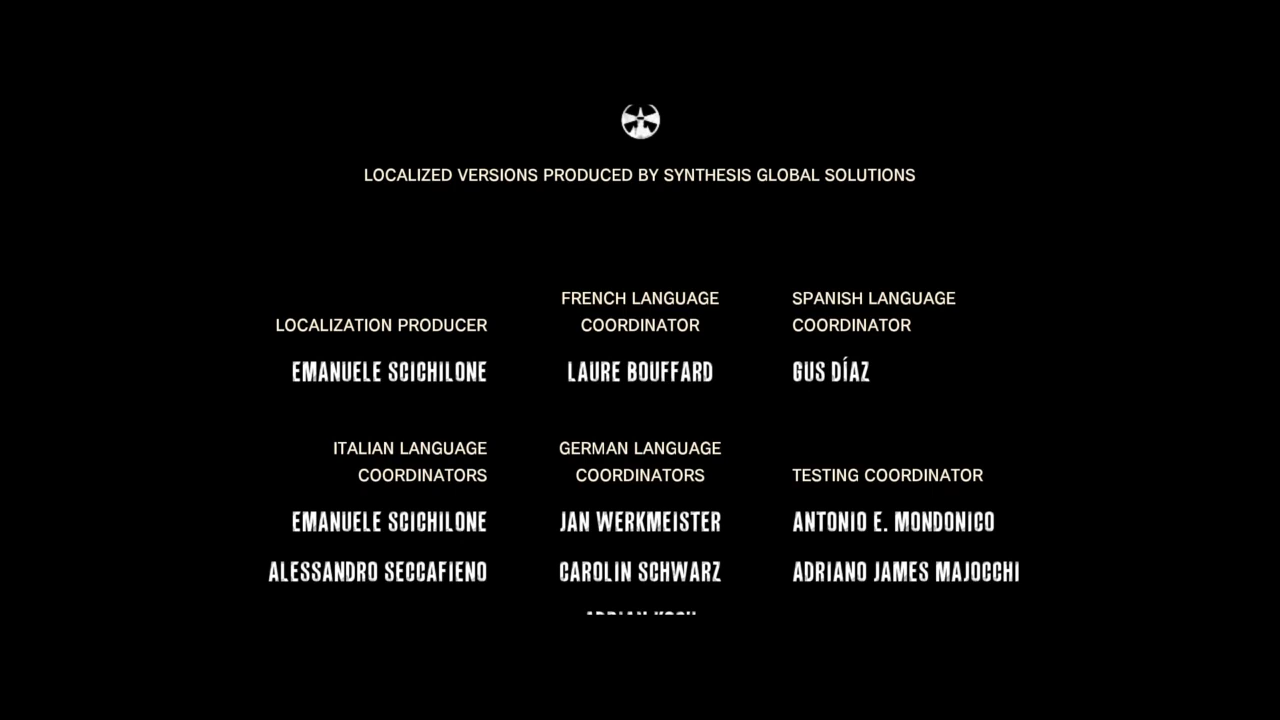 LOCALIZED VERSIONS PRODUCED BY SYNTHESIS GLOBAL SOLUTIONS
LOCALIZATION PRODUCER
EMANUELE SCICHILONE
FRENCH LANGUAGE
COORDINATOR
LAURE BOUFFARD
SPANISH LANGUAGE
COORDINATOR
GUS DÍAZ
ITALIAN LANGUAGE
COORDINATORS
EMANUELE SCICHILONE
ALESSANDRO SECCAFIENO
GERMAN LANGUAGE
COORDINATORS
JAN WERKMEISTER
CAROLIN SCHWARZ
TESTING COORDINATOR
ANTONIO E. MONDONICO
ADRIANO JAMES MAJOCCHI